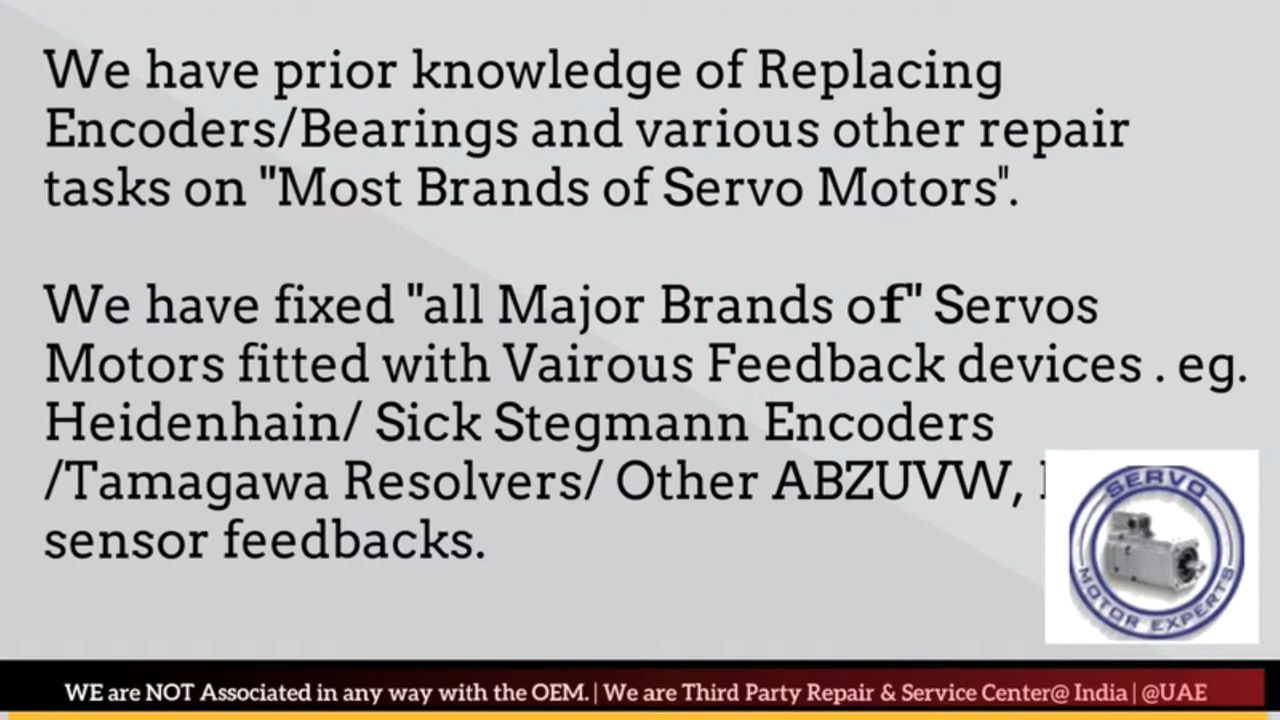 We have prior knowledge of Replacing
Encoders/Bearings and various other repair
tasks on "Most Brands of Servo Motors".
We have fixed "all Major Brands of" Servos
Motors fitted with Vairous Feedback devices . eg.
Heidenhain/ Sick Stegmann Encoders
/Tamagawa Resolvers/ Other ABZUVW,
sensor feedbacks.
SERVO
MOTOR EXPERTS
WE are NOT Associated in any way with the OEM. | We are Third Party Repair & Service Center@ India | @UAE